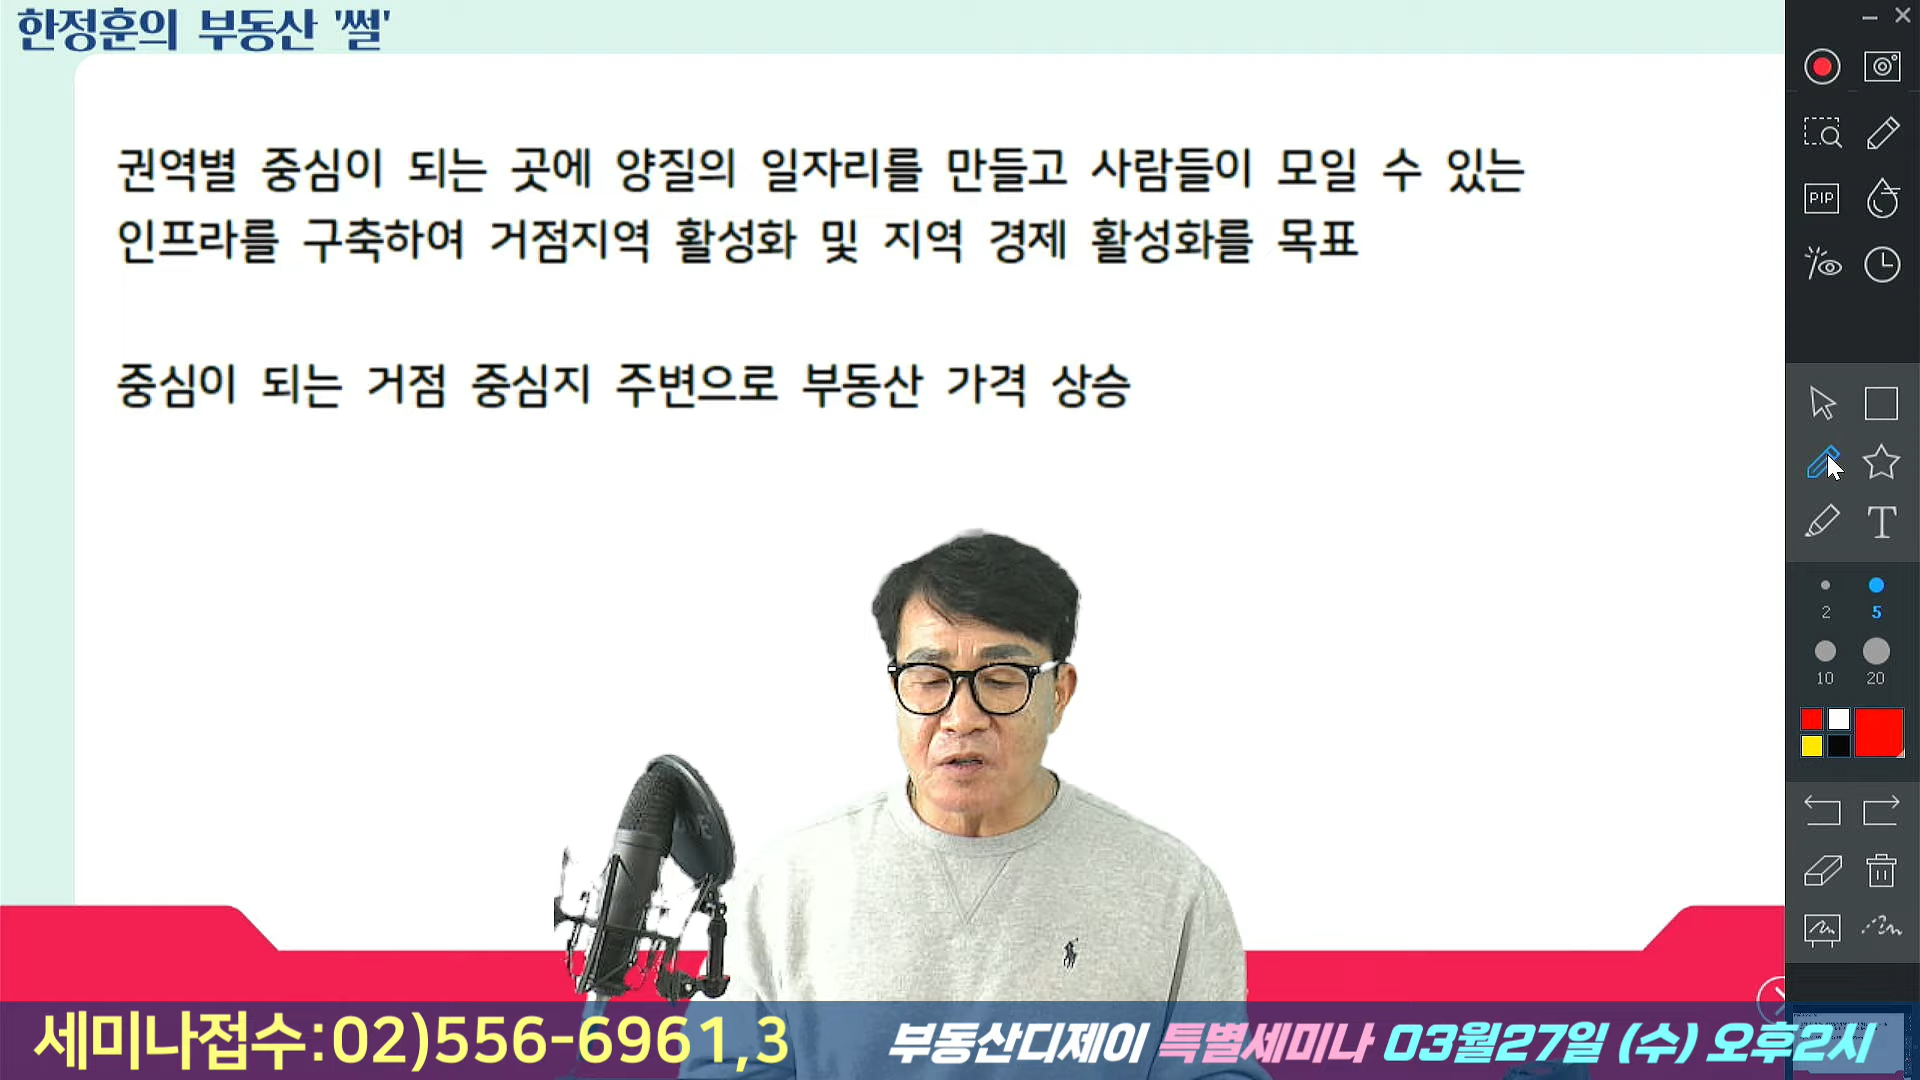 한정훈의 부동산 '썰'
권역별 중심이 되는 곳에 양질의 일자리를 만들고 사람들이 모일 수 있는
인프라를 구축하여 거점지역 활성화 및 지역 경제 활성화를 목표
중심이 되는 거점 중심지 주변으로 부동산 가격 상승
PIP
T
2 5
10 20
세미나접수:02)556-6961,3
부동산디제이 특별세미나 03월27일 (수) 오후2시